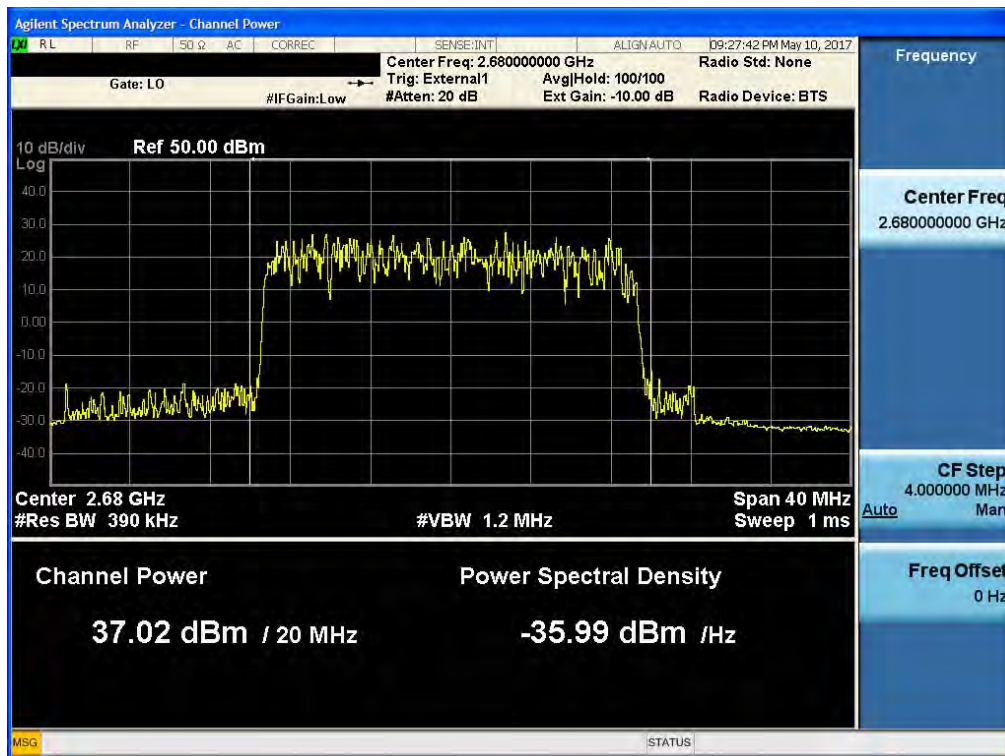 Agilent Spectrum Analyzer - Channel Power
LXI RL RF 50 Ω AC CORREC SENSE:INT ALIGN AUTO 09:27:42 PM May 10, 2017
Center Freq: 2.680000000 GHz Radio Std: None
Gate: LO Trig: External1 Avg|Hold: 100/100
#IFGain:Low #Atten: 20 dB Ext Gain: -10.00 dB Radio Device: BTS
10 dB/div Ref 50.00 dBm
Log
40.0
30.0
20.0
10.0
0.00
-10.0
-20.0
-30.0
-40.0
Center 2.68 GHz Span 40 MHz
#Res BW 390 kHz #VBW 1.2 MHz Sweep 1 ms
Channel Power Power Spectral Density
37.02 dBm / 20 MHz -35.99 dBm /Hz
MSG STATUS
Frequency
Center Freq
2.680000000 GHz
CF Step
4.000000 MHz
Auto Man
Freq Offset
0 Hz